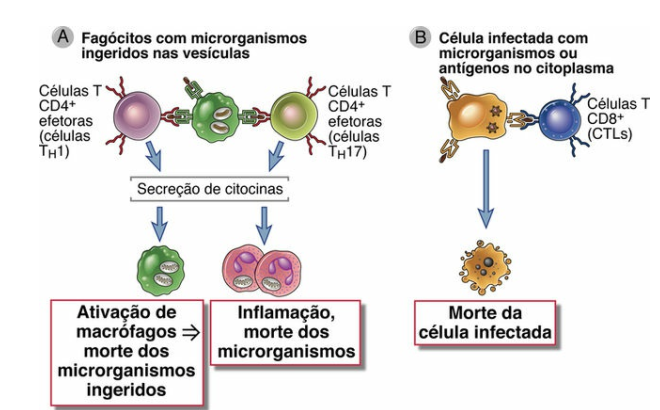 A Fagócitos com microrganismos
ingeridos nas vesículas
Células T
CD4+
efetoras
(células
TH1)
Células T
CD4+
efetoras
(células
TH17)
Secreção de citocinas
Ativação de
macrófagos ⇒
morte dos
microrganismos
ingeridos
Inflamação,
morte dos
microrganismos
B Célula infectada com
microrganismos ou
antígenos no citoplasma
Células T
CD8+
(CTLs)
Morte da
célula infectada